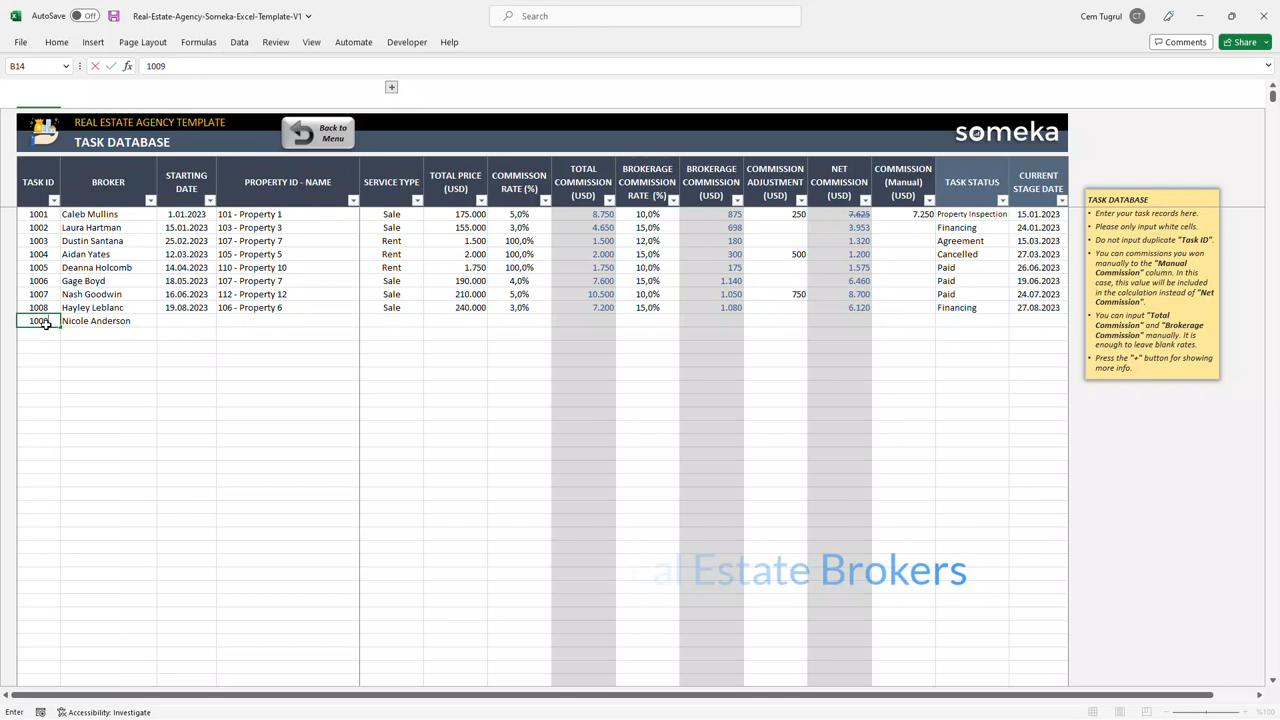 AutoSave Off Real-Estate-Agency-Someka-Excel-Template-V1 Search Cem Tugrul CT
File Home Insert Page Layout Formulas Data Review View Automate Developer Help Comments Share
B14 fx 1009
+
REAL ESTATE AGENCY TEMPLATE
TASK DATABASE
Back to
Menu
someka
TASK ID BROKER STARTING DATE PROPERTY ID - NAME SERVICE TYPE TOTAL PRICE (USD) COMMISSON RATE (%) TOTAL COMMISSION (USD) BROKERAGE COMMISSION RATE (%) BROKERAGE COMMISSION (USD) COMMISSION ADJUSTMENT (USD) NET COMMISSION (USD) COMMISSION (Manual) (USD) TASK STATUS CURRENT STAGE DATE
1001 Caleb Mullins 1.01.2023 101 - Property 1 Sale 175.000 5,0% 8.750 10,0% 875 250 7.625 7.250 Property Inspection 15.01.2023
1002 Laura Hartman 15.01.2023 103 - Property 3 Sale 155.000 3,0% 4.650 15,0% 698 3.953 Financing 24.01.2023
1003 Dustin Santana 25.02.2023 107 - Property 7 Rent 1.500 100,0% 1.500 12,0% 180 1.320 Agreement 15.03.2023
1004 Aidan Yates 12.03.2023 105 - Property 5 Rent 2.000 100,0% 2.000 15,0% 300 500 1.200 Cancelled 27.03.2023
1005 Deanna Holcomb 14.04.2023 110 - Property 10 Rent 1.750 100,0% 1.750 10,0% 175 1.575 Paid 26.06.2023
1006 Gage Boyd 18.05.2023 107 - Property 7 Sale 190.000 4,0% 7.600 15,0% 1.140 6.460 Paid 19.06.2023
1007 Nash Goodwin 16.06.2023 112 - Property 12 Sale 210.000 5,0% 10.500 10,0% 1.050 750 8.700 Paid 24.07.2023
1008 Hayley Leblanc 19.08.2023 106 - Property 6 Sale 240.000 3,0% 7.200 15,0% 1.080 6.120 Financing 27.08.2023
1009 Nicole Anderson
TASK DATABASE
• Enter your task records here.
• Please only input white cells.
• Do not input duplicate "Task ID".
• You can commissions you won
manually to the "Manual
Commission" column. In this
case, this value will be included
in the calculation instead of "Net
Commission".
• You can input "Total
Commission" and "Brokerage
Commission" manually. It is
enough to leave blank rates.
• Press the "+" button for showing
more info.
eal Estate Brokers
Enter Accessibility: Investigate %100